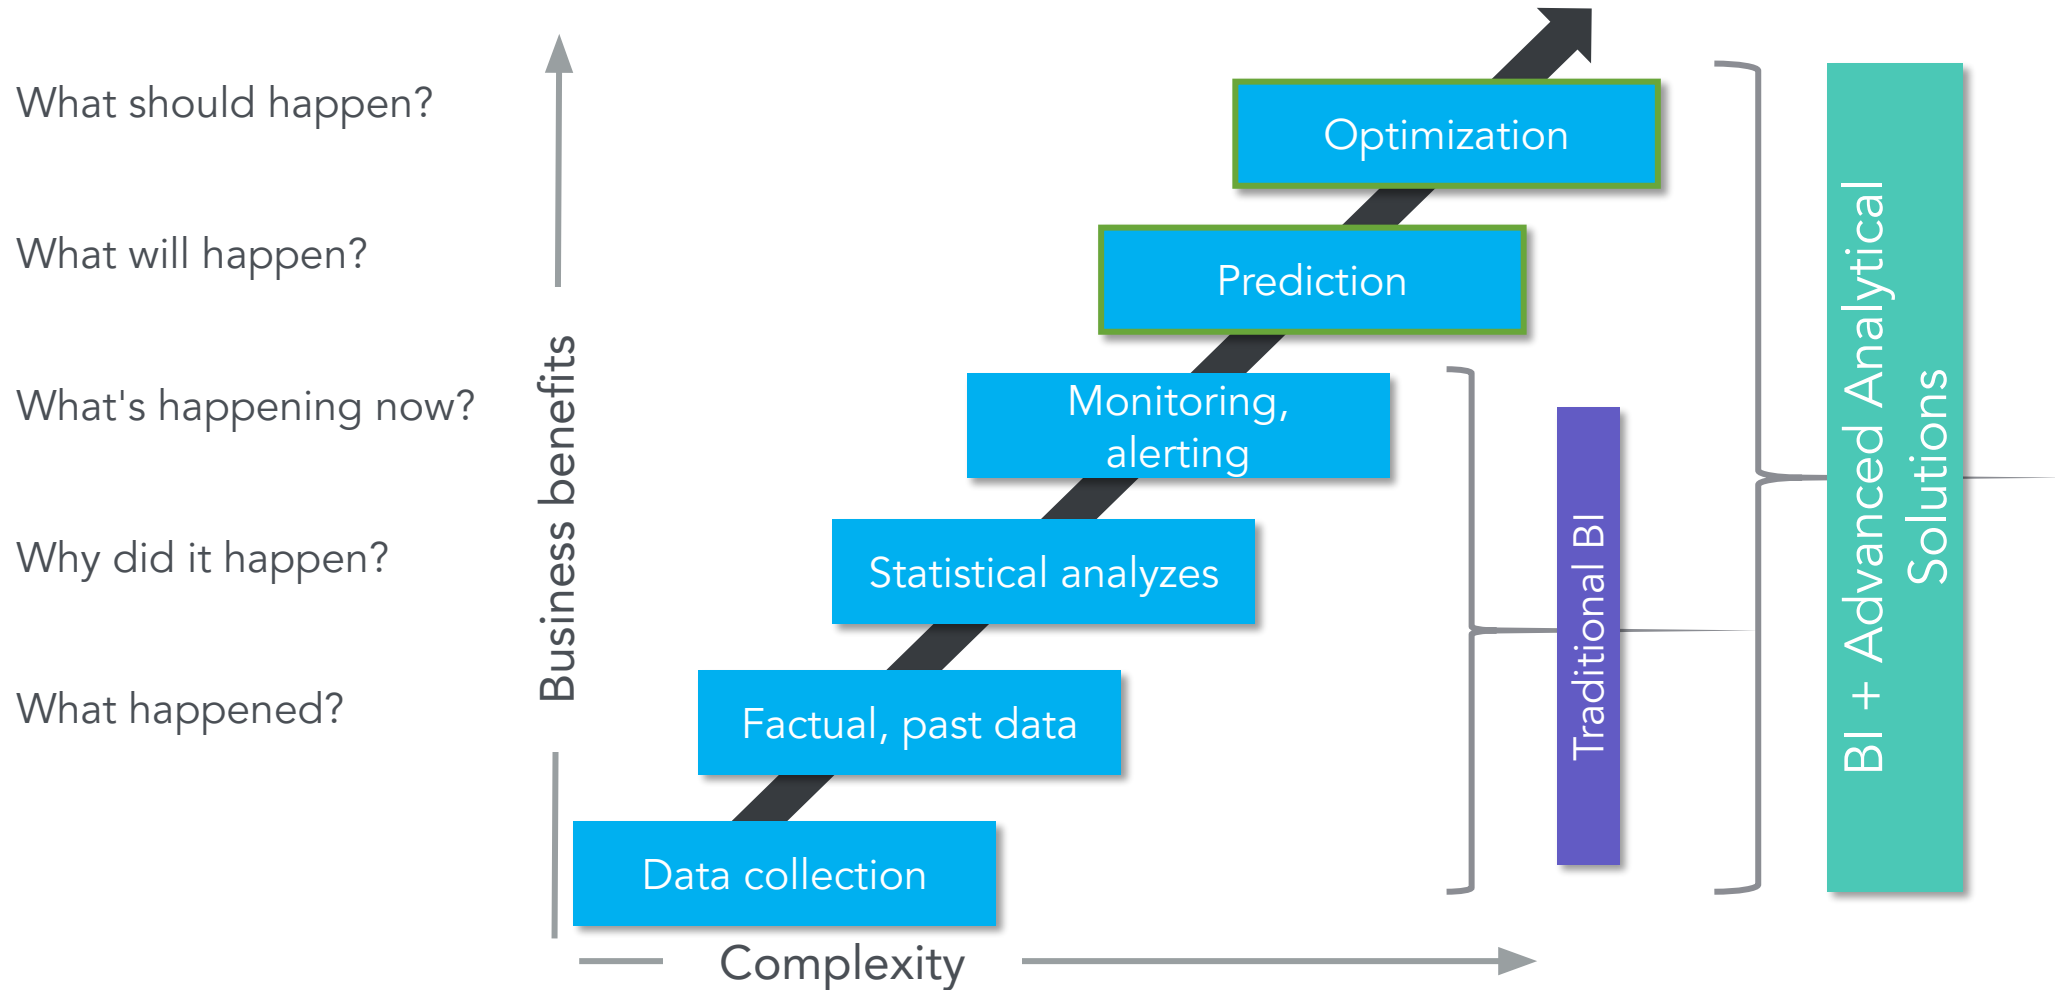 What should happen?
What will happen?
What's happening now?
Why did it happen?
What happened?
Business benefits
Optimization
Prediction
Monitoring,
alerting
Statistical analyzes
Factual, past data
Data collection
Complexity
Traditional BI
BI + Advanced Analytical
Solutions